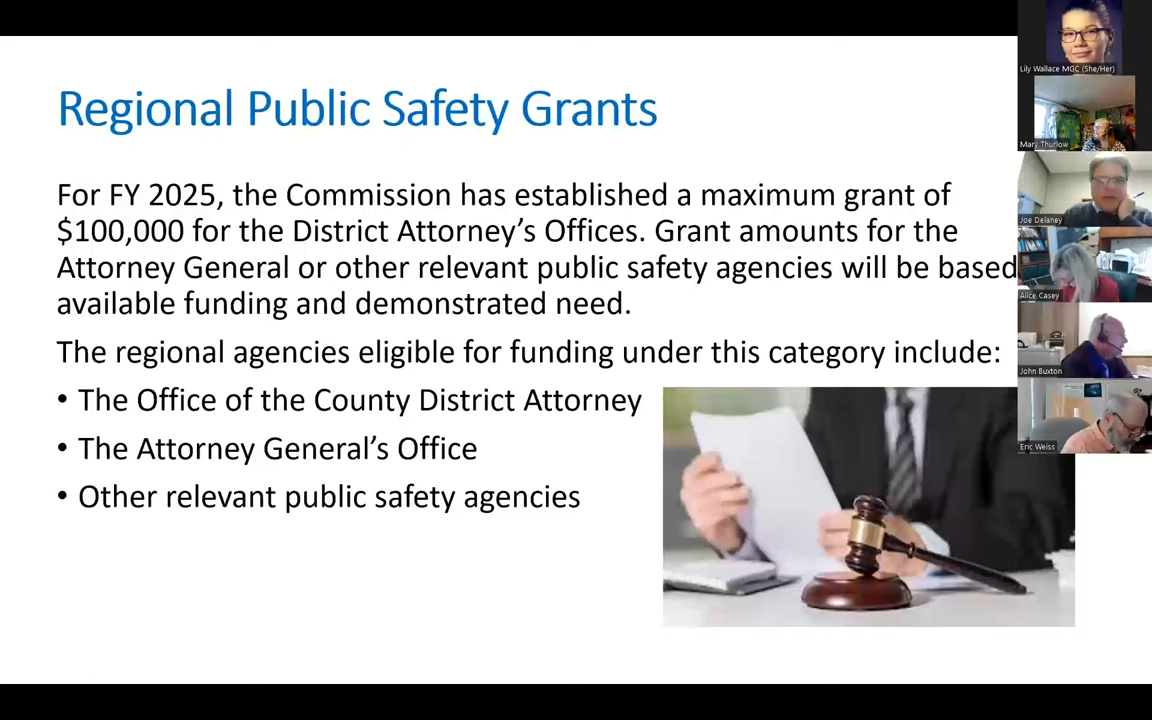 Regional Public Safety Grants
For FY 2025, the Commission has established a maximum grant of
$100,000 for the District Attorney's Offices. Grant amounts for the
Attorney General or other relevant public safety agencies will be based
available funding and demonstrated need.
The regional agencies eligible for funding under this category include:
• The Office of the County District Attorney
• The Attorney General's Office
• Other relevant public safety agencies
Lily Wallace MGC (She/Her)
Mary Thurlow
Joe Delaney
Alice Casey
John Buxton
Eric Weiss